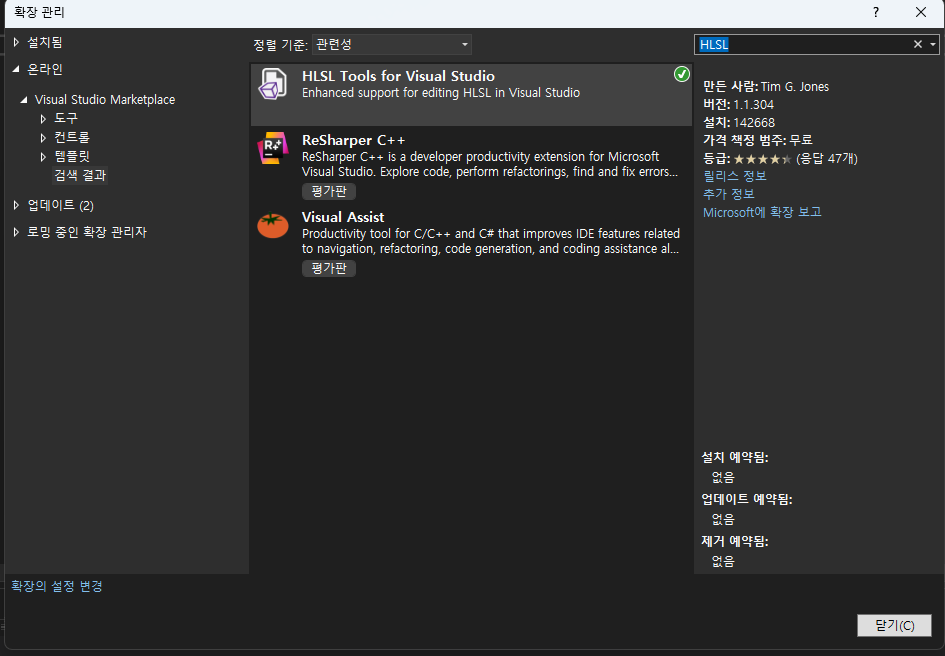 확장 관리
?
설치됨
온라인
Visual Studio Marketplace
도구
컨트롤
템플릿
검색 결과
업데이트 (2)
로밍 중인 확장 관리자
정렬 기준: 관련성
HLSL
HLSL Tools for Visual Studio
Enhanced support for editing HLSL in Visual Studio
ReSharper C++
ReSharper C++ is a developer productivity extension for Microsoft
Visual Studio. Explore code, perform refactorings, find and fix errors...
평가판
Visual Assist
Productivity tool for C/C++ and C# that improves IDE features related
to navigation, refactoring, code generation, and coding assistance al...
평가판
만든 사람: Tim G. Jones
버전: 1.1.304
설치: 142668
가격 책정 범주: 무료
등급: ★★★★★ (응답 47개)
릴리스 정보
추가 정보
Microsoft에 확장 보고
설치 예약됨:
없음
업데이트 예약됨:
없음
제거 예약됨:
없음
확장의 설정 변경
닫기(C)